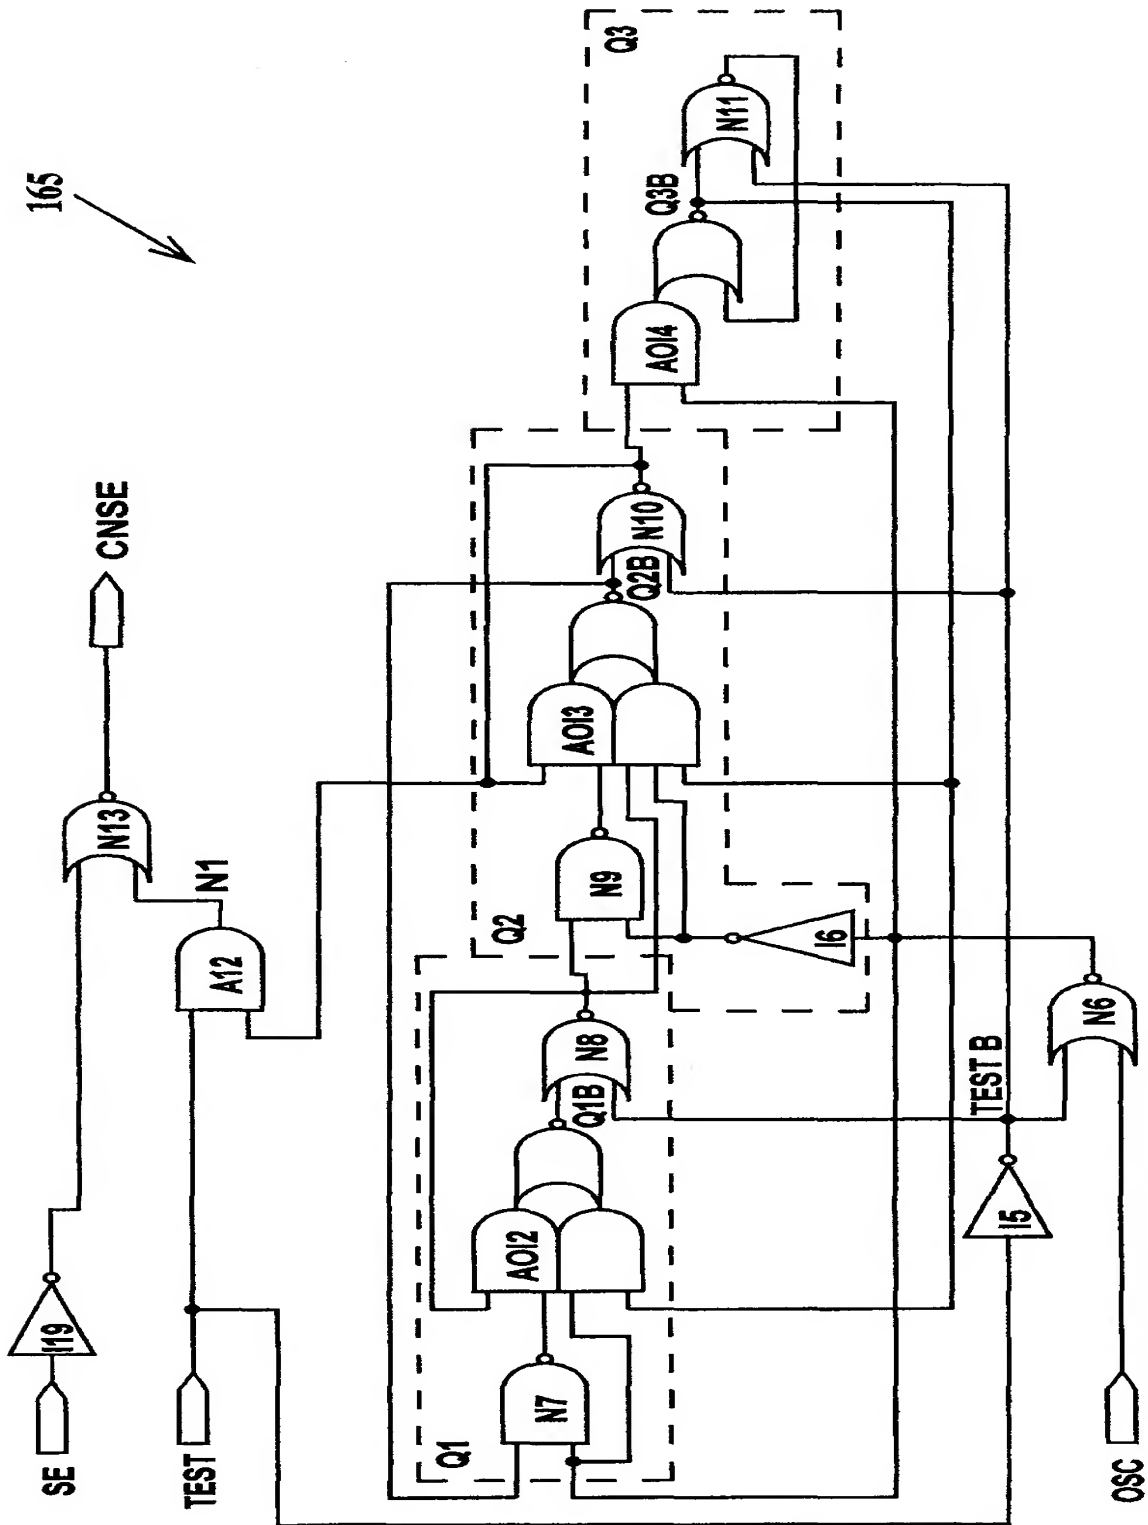 165
SE
I19
TEST
A12
N1
N13
CNSE
Q1
N7
AOI2
Q1B
N8
Q2
N9
AOI3
Q2B
N10
I6
Q3
AOI4
Q3B
N11
I5
TEST B
N6
OSC